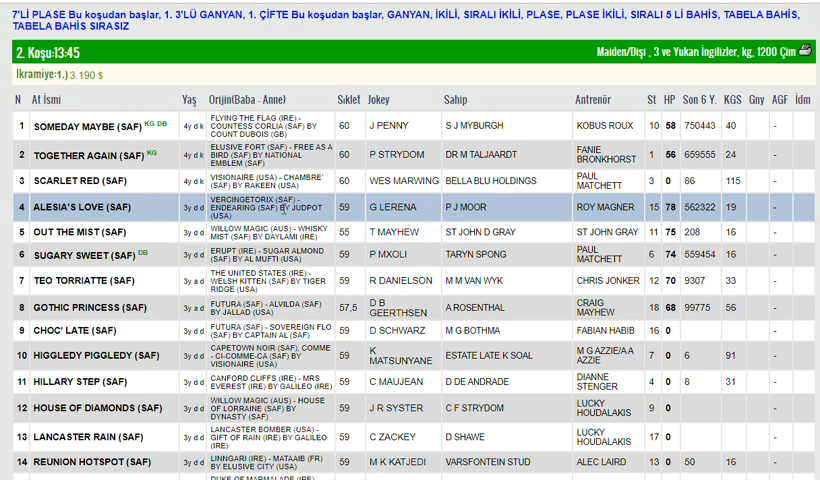 7'Lİ PLASE Bu koşudan başlar, 1. 3'LÜ GANYAN, 1. ÇİFTE Bu koşudan başlar, GANYAN, İKİLİ, SIRALI İKİLİ, PLASE, PLASE İKİLİ, SIRALI 5 Lİ BAHİS, TABELA BAHİS,
TABELA BAHİS SIRASIZ
2. Koşu:13:45 Maiden/Dişi , 3 ve Yukarı İngilizler, kg, 1200 Çim
Ikramiye:1.) 3.190 $
N At İsmi Yaş Orijin(Baba - Anne) Sıklet Jokey Sahip Antrenör St HP Son 6 Y. KGS Gny AGF İdm
1 SOMEDAY MAYBE (SAF) KG DB 4y d k FLYING THE FLAG (IRE) - COUNTESS CORLIA (SAF) BY COUNT DUBOIS (GB) 60 J PENNY S J MYBURGH KOBUS ROUX 10 58 750443 40 -
2 TOGETHER AGAIN (SAF) KG 4y d k ELUSIVE FORT (SAF) - FREE AS A BIRD (SAF) BY NATIONAL EMBLEM (SAF) 60 P STRYDOM DR M TALJAARDT FANIE BRONKHORST 1 56 659555 24 -
3 SCARLET RED (SAF) 4y d k VISIONAIRE (USA) - CHAMBRE` (SAF) BY RAKEEN (USA) 60 WES MARWING BELLA BLU HOLDINGS PAUL MATCHETT 3 0 86 115 -
4 ALESIA'S LOVE (SAF) 3y d d VERCINGETORIX (SAF) - ENDEARING (SAF) BY JUDPOT (USA) 59 G LERENA P J MOOR ROY MAGNER 15 78 562322 19 -
5 OUT THE MIST (SAF) 3y d d WILLOW MAGIC (AUS) - WHISKY MIST (SAF) BY DAYLAMI (IRE) 55 T MAYHEW ST JOHN D GRAY ST JOHN GRAY 11 75 208 16 -
6 SUGARY SWEET (SAF) DB 3y d d ERUPT (IRE) - SUGAR ALMOND (SAF) BY AL MUFTI (USA) 59 P MXOLI TARYN SPONG PAUL MATCHETT 6 74 559454 16 -
7 TEO TORRIATTE (SAF) 3y d d THE UNITED STATES (IRE) - WELSH KITTEN (SAF) BY TIGER RIDGE (USA) 59 R DANIELSON M M VAN WYK CHRIS JONKER 12 70 9307 33 -
8 GOTHIC PRINCESS (SAF) 3y a d FUTURA (SAF) - ALVILDA (SAF) BY JALLAD (USA) 57,5 D B GEERTHSEN A ROSENTHAL CRAIG MAYHEW 18 68 99775 56 -
9 CHOC' LATE (SAF) 3y d d FUTURA (SAF) - SOVEREIGN FLO (SAF) BY CAPTAIN AL (SAF) 59 D SCHWARZ M G BOTHMA FABIAN HABIB 16 0 -
10 HIGGLEDY PIGGLEDY (SAF) 3y d d CAPETOWN NOIR (SAF), COMME - CI-COMME-CA (SAF) BY VISIONAIRE (USA) 59 K MATSUNYANE ESTATE LATE K SOAL M G AZZIE/A A AZZIE 7 0 6 91 -
11 HILLARY STEP (SAF) 3y d d CANFORD CLIFFS (IRE) - MRS EVEREST (IRE) BY GALILEO (IRE) 59 C MAUJEAN D DE ANDRADE DIANNE STENGER 4 0 8 31 -
12 HOUSE OF DIAMONDS (SAF) 3y d d WILLOW MAGIC (AUS) - HOUSE OF LORRAINE (SAF) BY DYNASTY (SAF) 59 J R SYSTER C F STRYDOM LUCKY HOUDALAKIS 9 0 -
13 LANCASTER RAIN (SAF) 3y d d LANCASTER BOMBER (USA) - GIFT OF RAIN (IRE) BY GALILEO (IRE) 59 C ZACKEY D SHAWE LUCKY HOUDALAKIS 17 0 -
14 REUNION HOTSPOT (SAF) 3y d d LINNGARI (IRE) - MATAAIB (FR) BY ELUSIVE CITY (USA) 59 M K KATJEDI VARSFONTEIN STUD ALEC LAIRD 13 0 50 16 -